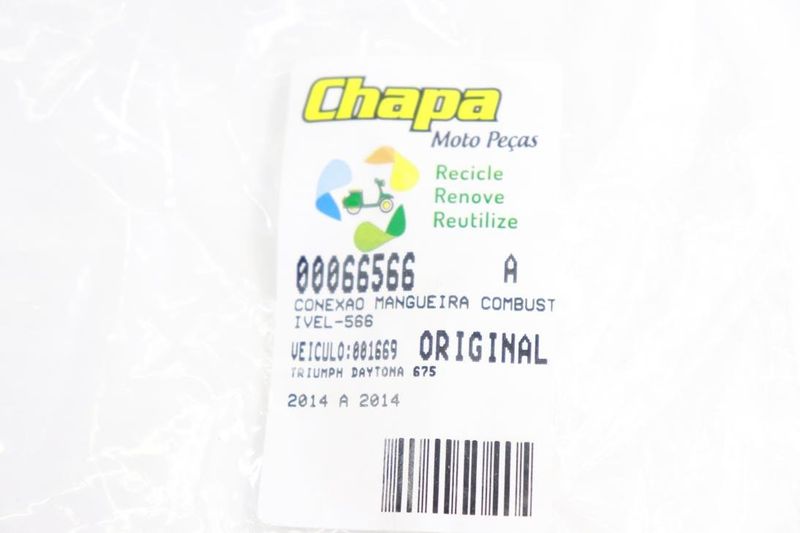 Chapa
Moto Peças
Recicle
Renove
Reutilize
00066566 A
CONEXAO MANGUEIRA COMBUST
IVEL-566
VEICULO:001669 ORIGINAL
TRIUMPH DAYTONA 675
2014 A 2014